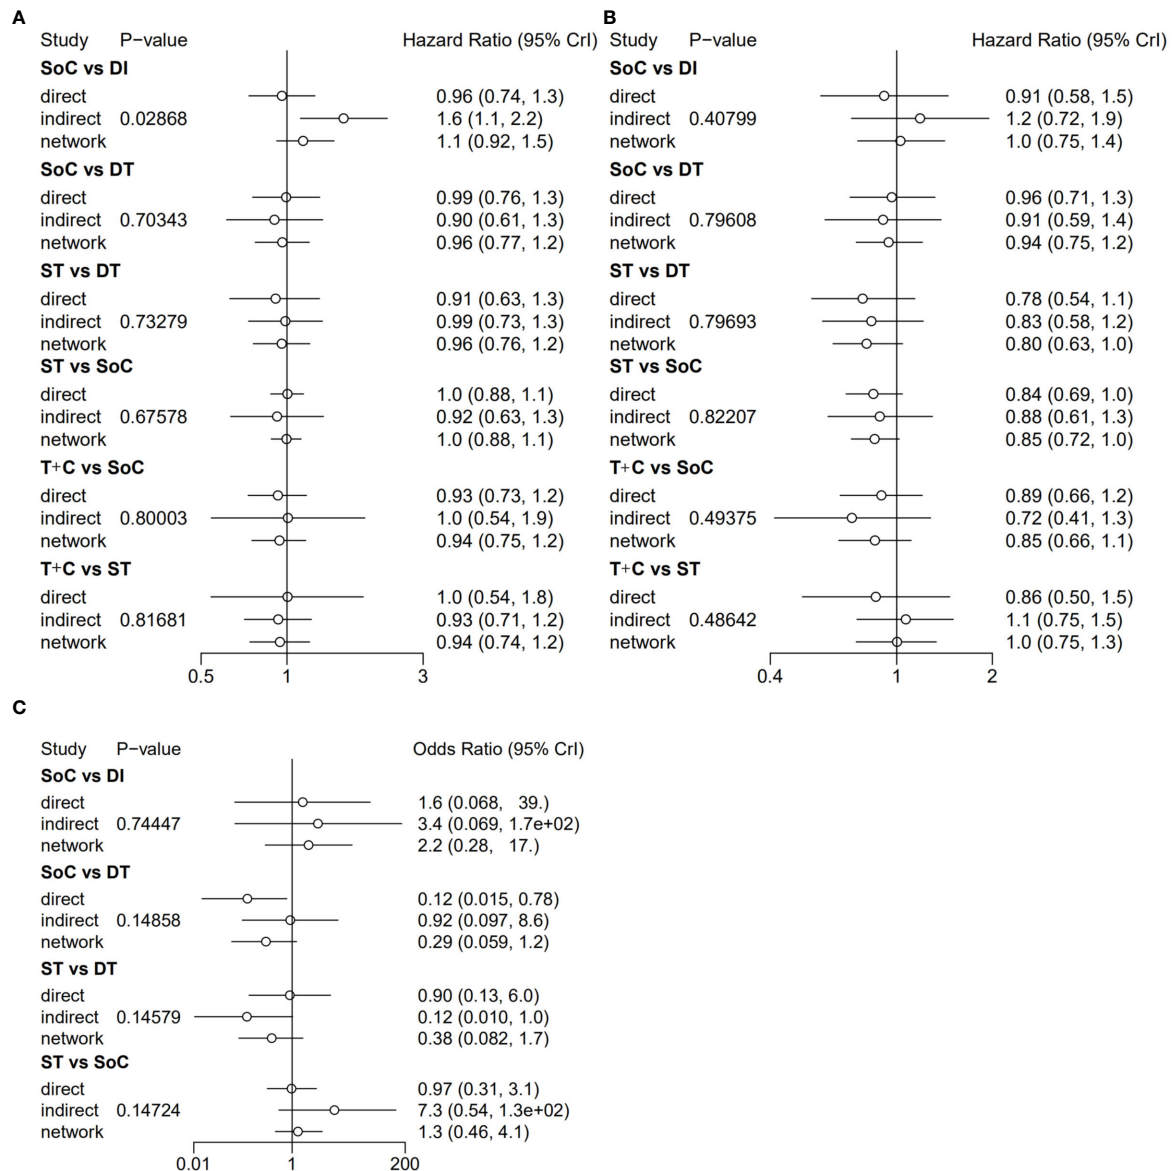 A
Study P−value Hazard Ratio (95% CrI)
SoC vs DI
direct 0.96 (0.74, 1.3)
indirect 0.02868 1.6 (1.1, 2.2)
network 1.1 (0.92, 1.5)
SoC vs DT
direct 0.99 (0.76, 1.3)
indirect 0.70343 0.90 (0.61, 1.3)
network 0.96 (0.77, 1.2)
ST vs DT
direct 0.91 (0.63, 1.3)
indirect 0.73279 0.99 (0.73, 1.3)
network 0.96 (0.76, 1.2)
ST vs SoC
direct 1.0 (0.88, 1.1)
indirect 0.67578 0.92 (0.63, 1.3)
network 1.0 (0.88, 1.1)
T+C vs SoC
direct 0.93 (0.73, 1.2)
indirect 0.80003 1.0 (0.54, 1.9)
network 0.94 (0.75, 1.2)
T+C vs ST
direct 1.0 (0.54, 1.8)
indirect 0.81681 0.93 (0.71, 1.2)
network 0.94 (0.74, 1.2)
0.5 1 3
B
Study P−value Hazard Ratio (95% CrI)
SoC vs DI
direct 0.91 (0.58, 1.5)
indirect 0.40799 1.2 (0.72, 1.9)
network 1.0 (0.75, 1.4)
SoC vs DT
direct 0.96 (0.71, 1.3)
indirect 0.79608 0.91 (0.59, 1.4)
network 0.94 (0.75, 1.2)
ST vs DT
direct 0.78 (0.54, 1.1)
indirect 0.79693 0.83 (0.58, 1.2)
network 0.80 (0.63, 1.0)
ST vs SoC
direct 0.84 (0.69, 1.0)
indirect 0.82207 0.88 (0.61, 1.3)
network 0.85 (0.72, 1.0)
T+C vs SoC
direct 0.89 (0.66, 1.2)
indirect 0.49375 0.72 (0.41, 1.3)
network 0.85 (0.66, 1.1)
T+C vs ST
direct 0.86 (0.50, 1.5)
indirect 0.48642 1.1 (0.75, 1.5)
network 1.0 (0.75, 1.3)
0.4 1 2
C
Study P−value Odds Ratio (95% CrI)
SoC vs DI
direct 1.6 (0.068, 39.)
indirect 0.74447 3.4 (0.069, 1.7e+02)
network 2.2 (0.28, 17.)
SoC vs DT
direct 0.12 (0.015, 0.78)
indirect 0.14858 0.92 (0.097, 8.6)
network 0.29 (0.059, 1.2)
ST vs DT
direct 0.90 (0.13, 6.0)
indirect 0.14579 0.12 (0.010, 1.0)
network 0.38 (0.082, 1.7)
ST vs SoC
direct 0.97 (0.31, 3.1)
indirect 0.14724 7.3 (0.54, 1.3e+02)
network 1.3 (0.46, 4.1)
0.01 1 200